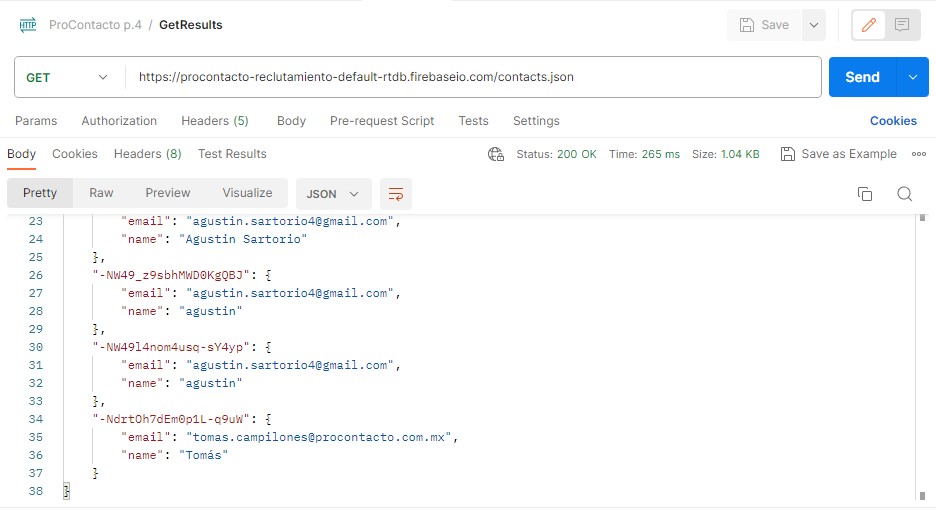 HTTP ProContacto p.4 / GetResults Save
GET https://procontacto-reclutamiento-default-rtdb.firebaseio.com/contacts.json Send
Params Authorization Headers (5) Body Pre-request Script Tests Settings Cookies
Body Cookies Headers (8) Test Results Status: 200 OK Time: 265 ms Size: 1.04 KB Save as Example
Pretty Raw Preview Visualize JSON
23 "email": "agustin.sartorio4@gmail.com",
24 "name": "Agustin Sartorio"
25 },
26 "-NW49_z9sbhMWD0KgQBJ": {
27 "email": "agustin.sartorio4@gmail.com",
28 "name": "agustin"
29 },
30 "-NW49l4nom4usq-sY4yp": {
31 "email": "agustin.sartorio4@gmail.com",
32 "name": "agustin"
33 },
34 "-NdrtOh7dEm0p1L-q9uW": {
35 "email": "tomas.campilones@procontacto.com.mx",
36 "name": "Tomás"
37 }
38 }